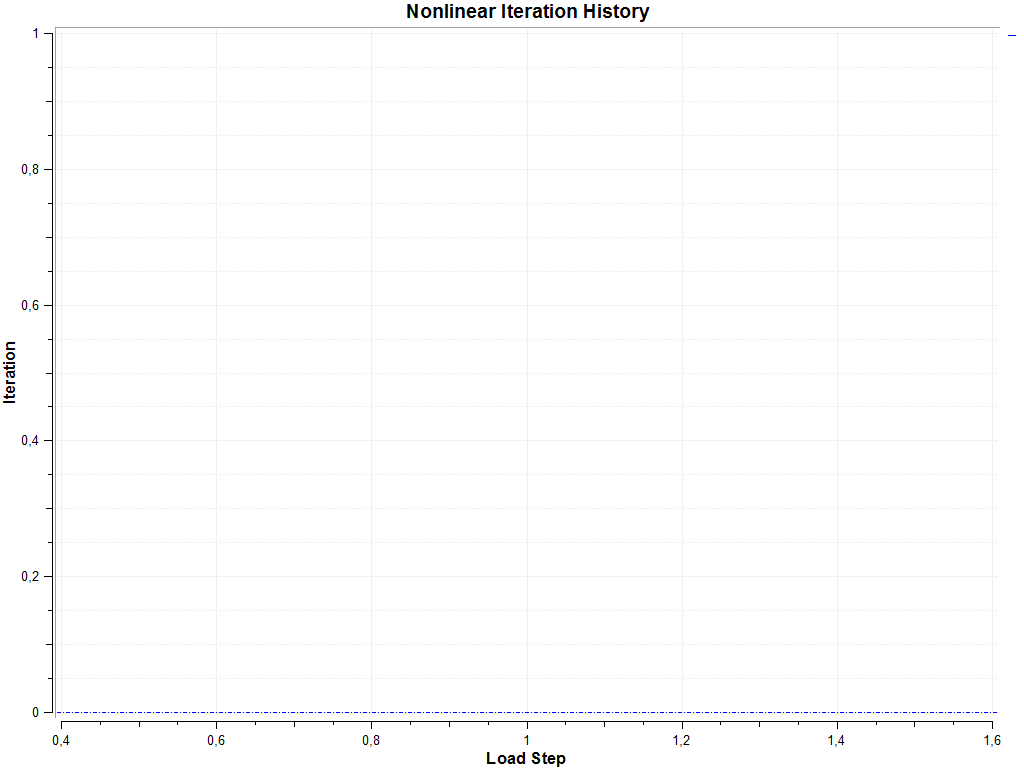 Nonlinear Iteration History
1
0,8
0,6
0,4
0,2
0
Iteration
0,4 0,6 0,8 1 1,2 1,4 1,6
Load Step